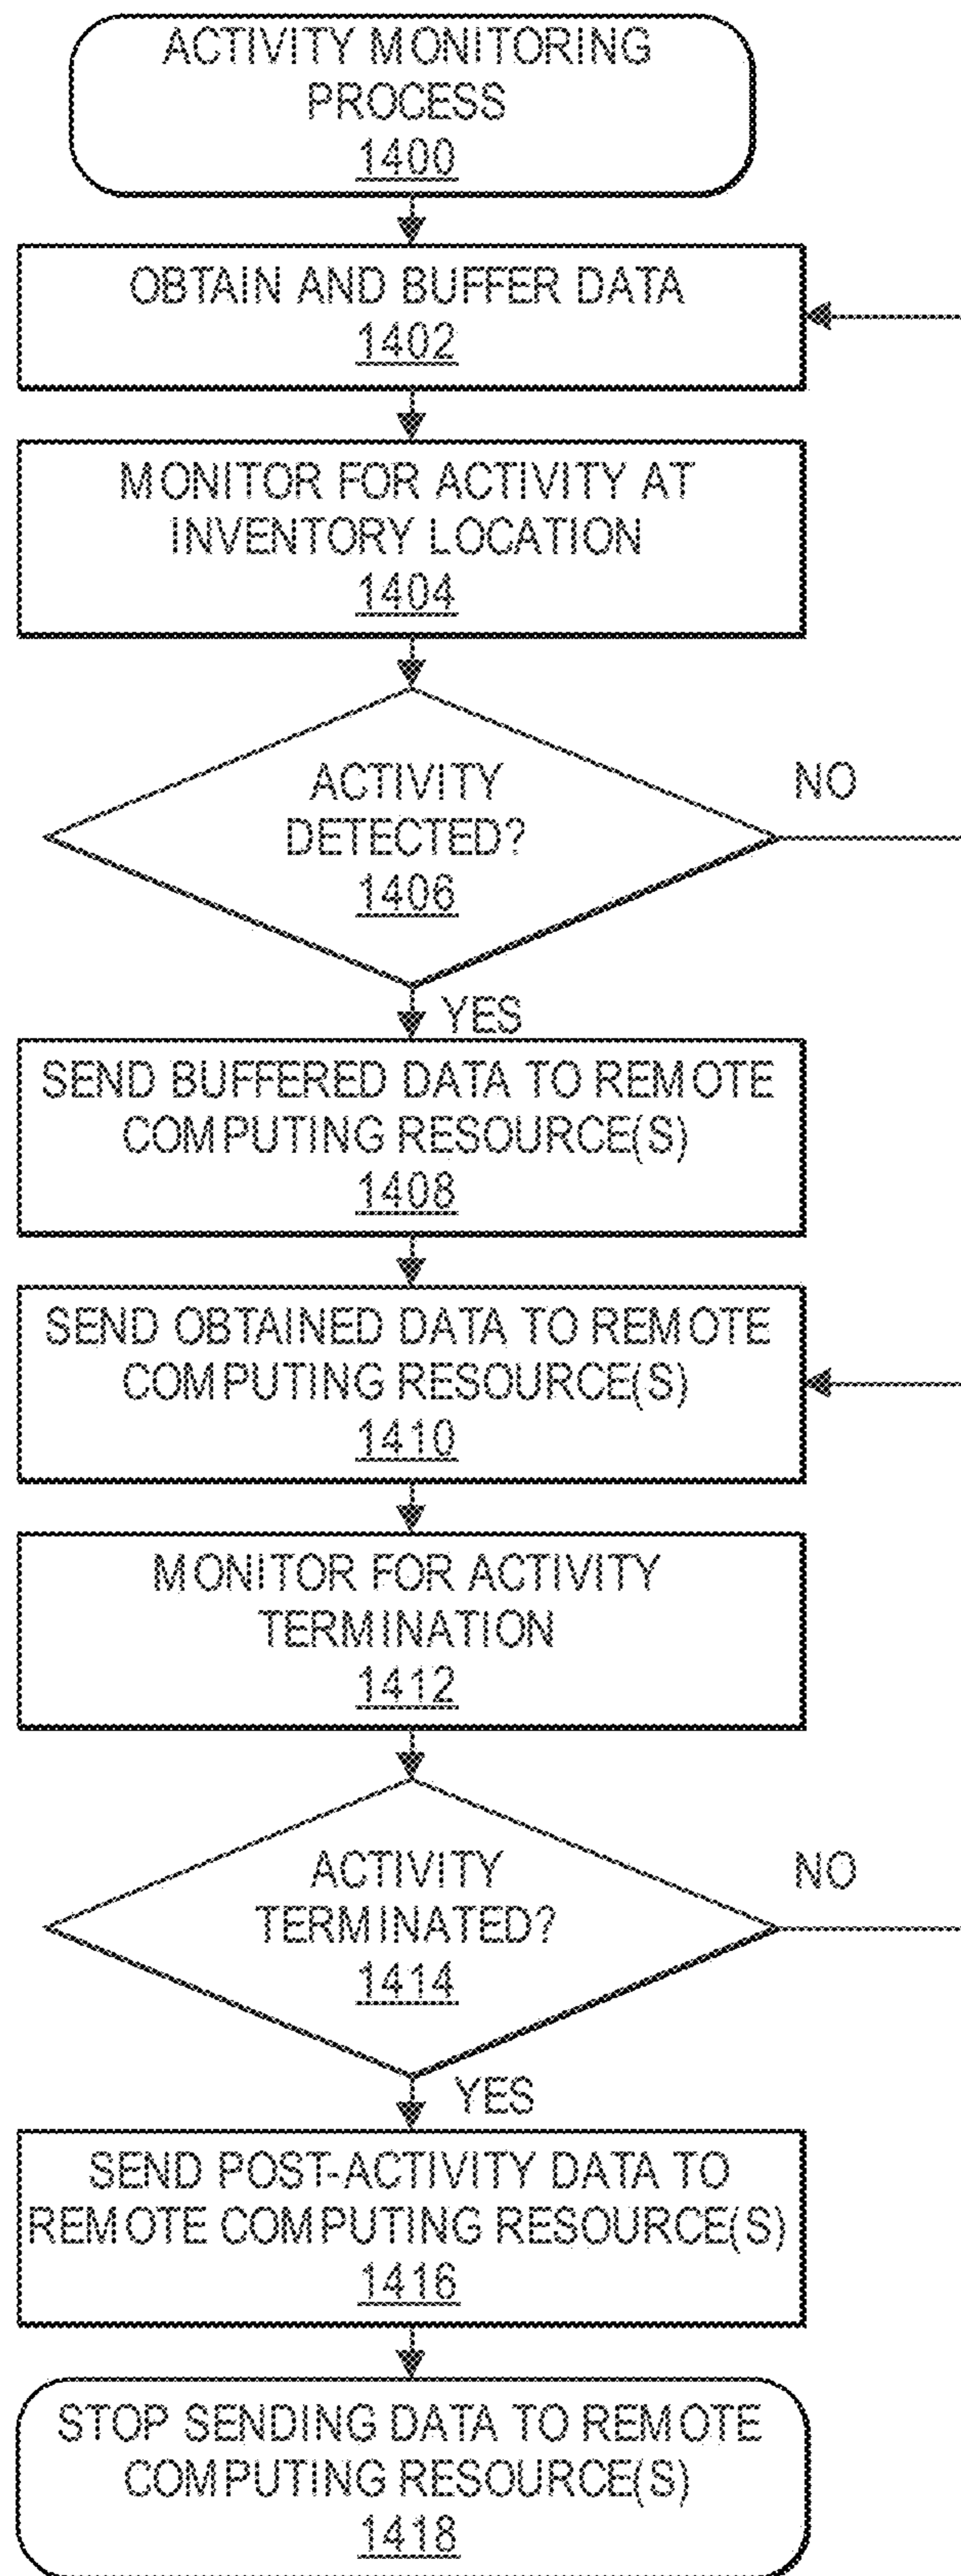 ACTIVITY MONITORING
PROCESS
1400
OBTAIN AND BUFFER DATA
1402
MONITOR FOR ACTIVITY AT
INVENTORY LOCATION
1404
ACTIVITY
DETECTED?
1406
NO
YES
SEND BUFFERED DATA TO REMOTE
COMPUTING RESOURCE(S)
1408
SEND OBTAINED DATA TO REMOTE
COMPUTING RESOURCE(S)
1410
MONITOR FOR ACTIVITY
TERMINATION
1412
ACTIVITY
TERMINATED?
1414
NO
YES
SEND POST-ACTIVITY DATA TO
REMOTE COMPUTING RESOURCE(S)
1416
STOP SENDING DATA TO REMOTE
COMPUTING RESOURCE(S)
1418